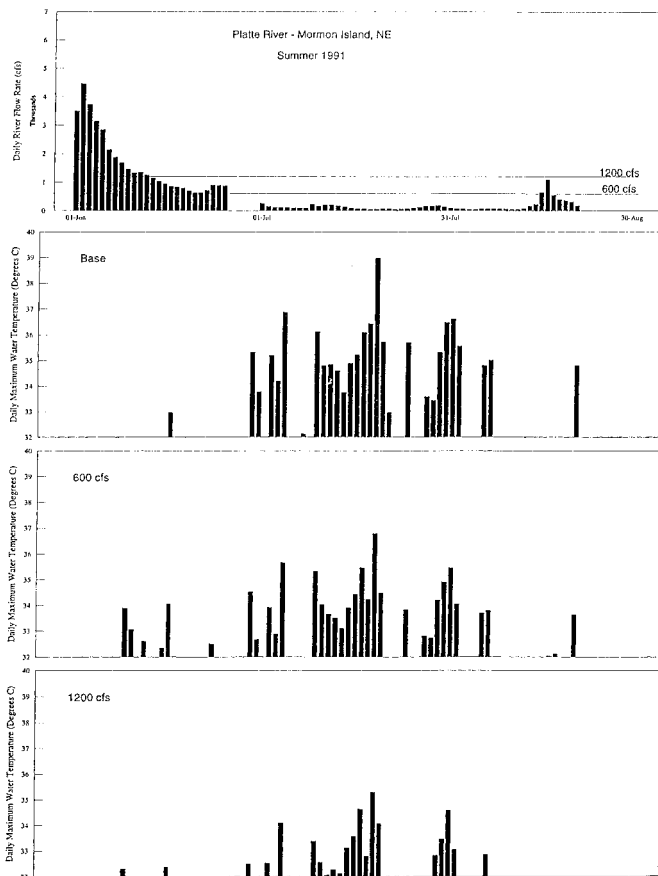 Platte River - Mormon Island, NE
Summer 1991
Daily River Flow Rate (cfs)
Thousands
7
6
5
4
3
2
1
0
1200 cfs
600 cfs
01-Jun
01-Jul
31-Jul
30-Aug
Base
Daily Maximum Water Temperature (Degrees C)
40
39
38
37
36
35
34
33
32
600 cfs
Daily Maximum Water Temperature (Degrees C)
40
39
38
37
36
35
34
33
32
1200 cfs
Daily Maximum Water Temperature (Degrees C)
40
39
38
37
36
35
34
33
32